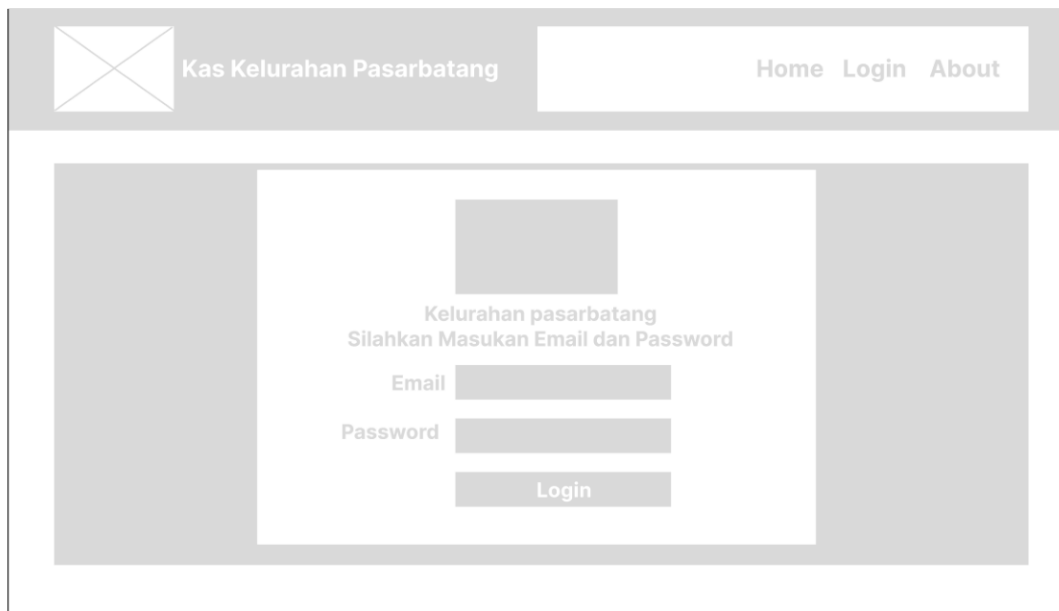 Kas Kelurahan Pasarbatang
Home Login About
Kelurahan pasarbatang
Silahkan Masukan Email dan Password
Email
Password
Login